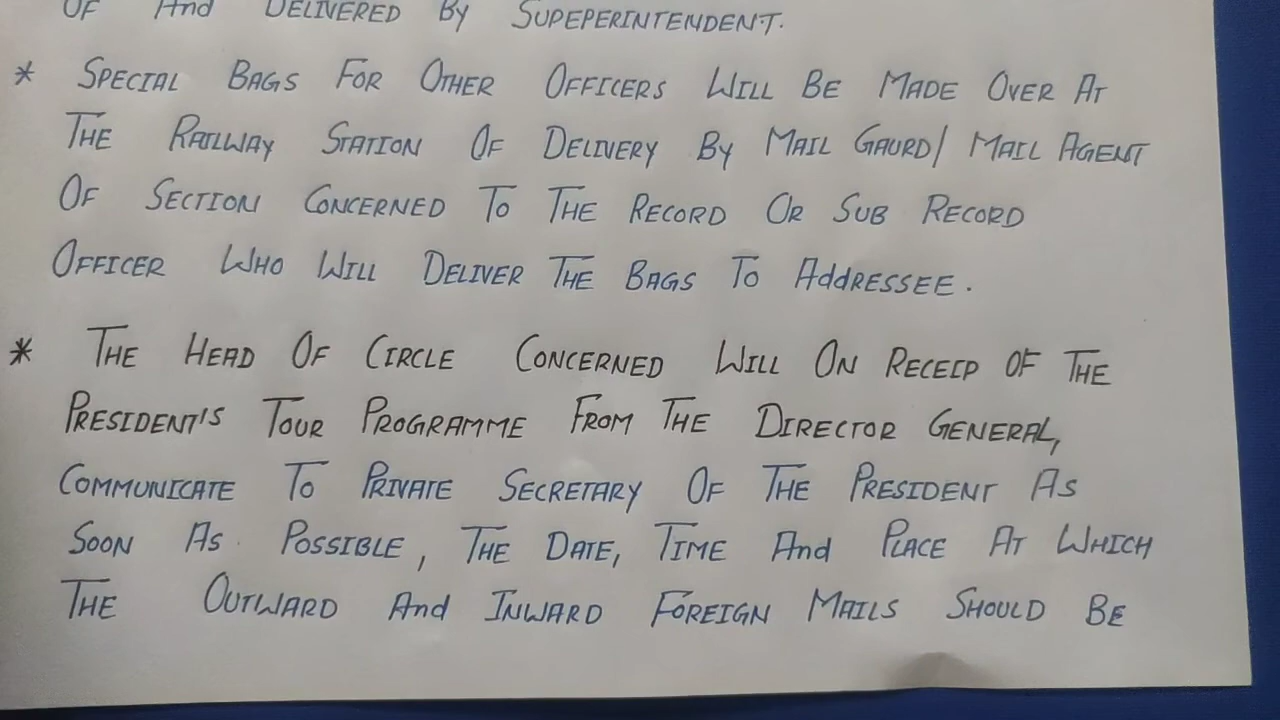 OF And DELIVERED By SUPEPERINTENDENT.
* SPECIAL BAGS FOR OTHER OFFICERS WILL BE MADE OVER AT
THE RAILWAY STATION OF DELIVERY By MAIL GAURD/ MAIL AGENT
OF SECTION CONCERNED TO THE RECORD OR SUB RECORD
OFFICER WHO WILL DELIVER THE BAGS TO AddRESSEE.
* THE HEAD OF CIRCLE CONCERNED WILL ON RECEIP OF THE
PRESIDENT'S TOUR PROGRAMME FROM THE DIRECTOR GENERAL,
COMMUNICATE TO PRIVATE SECRETARY OF THE PRESIDENT AS
SOON AS POSSIBLE, THE DATE, TIME And PLACE AT WHICH
THE OUTWARD And INWARD FOREIGN MAILS SHOULD BE